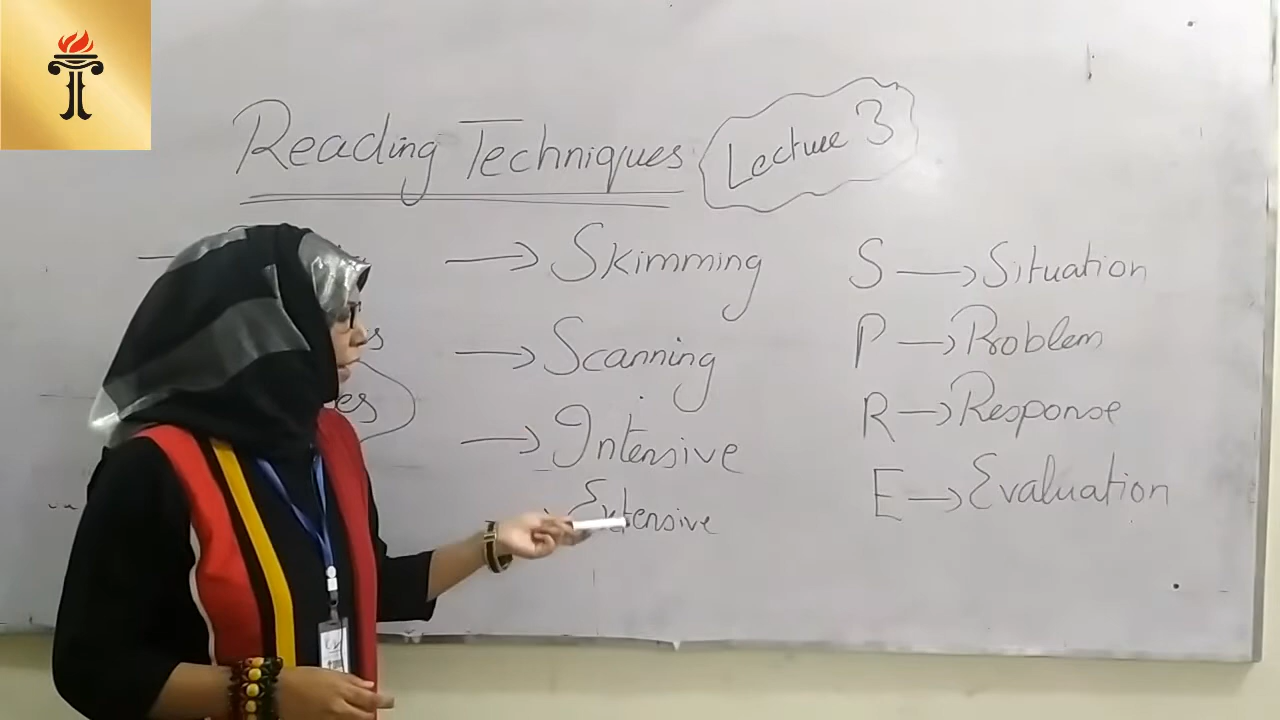 Reading Techniques
Lecture 3
→ Skimming
→ Scanning
→ Intensive
Extensive
S → Situation
P → Problem
R → Response
E → Evaluation